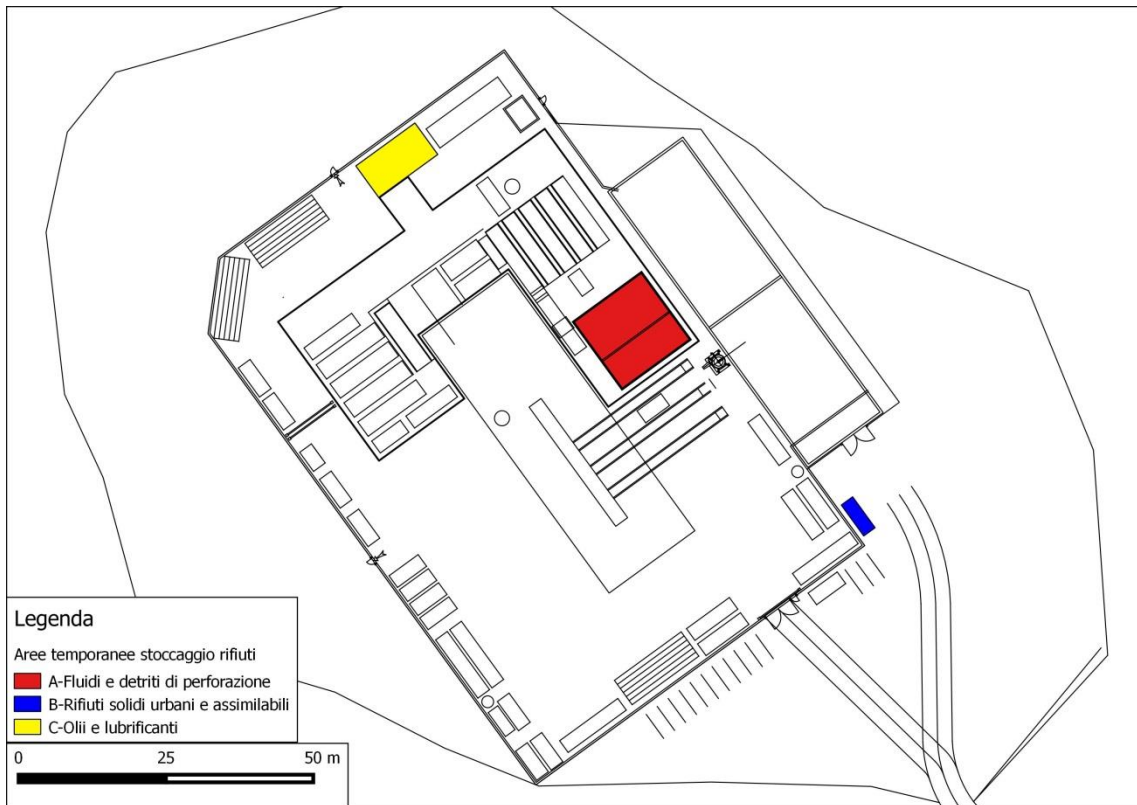 Legenda
Aree temporanee stoccaggio rifiuti
A-Fluidi e detriti di perforazione
B-Rifiuti solidi urbani e assimilabili
C-Olii e lubrificanti
0 25 50 m